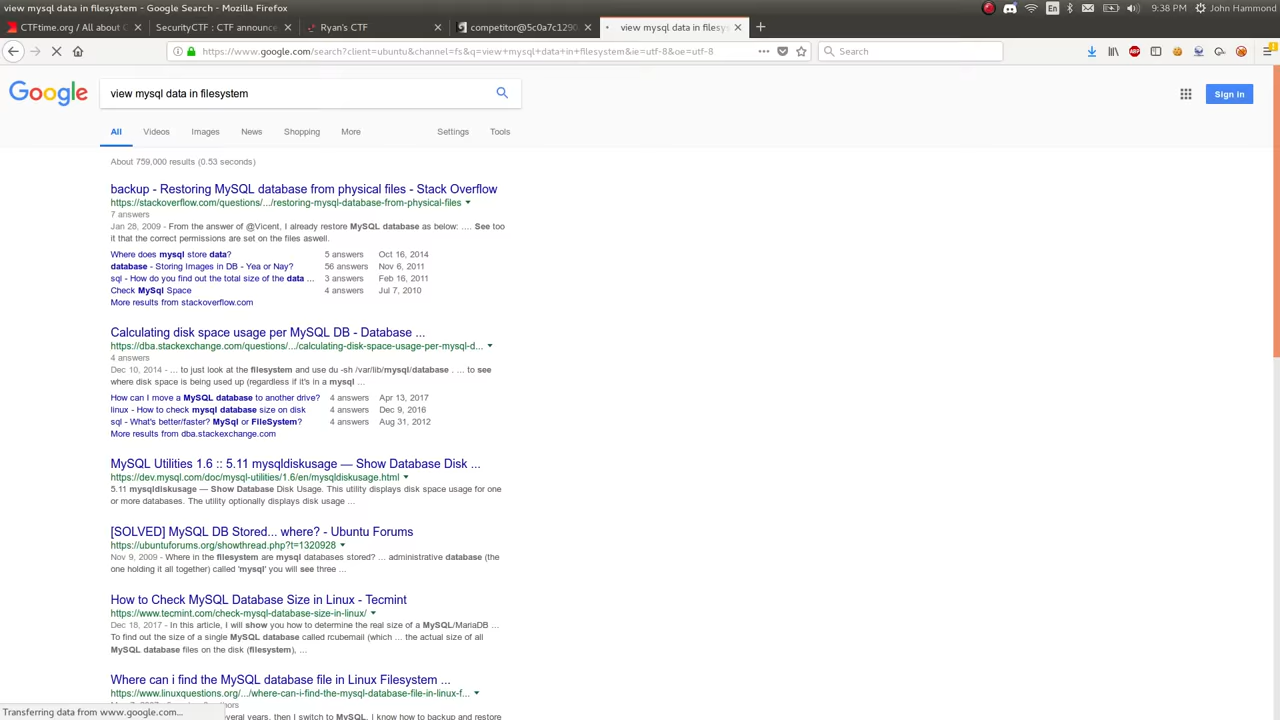 view mysql data in filesystem - Google Search - Mozilla Firefox
En
9:38 PM
John Hammond
CTFtime.org / All about C
SecurityCTF : CTF announce
Ryan's CTF
competitor@5c0a7c1290
view mysql data in filesys
https://www.google.com/search?client=ubuntu&channel=fs&q=view+mysql+data+in+filesystem&ie=utf-8&oe=utf-8
Search
ABP
Google
view mysql data in filesystem
Sign in
All Videos Images News Shopping More Settings Tools
About 759,000 results (0.53 seconds)
backup - Restoring MySQL database from physical files - Stack Overflow
https://stackoverflow.com/questions/.../restoring-mysql-database-from-physical-files
7 answers
Jan 28, 2009 - From the answer of @Vicent, I already restore MySQL database as below: .... See too
it that the correct permissions are set on the files aswell.
Where does mysql store data? 5 answers Oct 16, 2014
database - Storing Images in DB - Yea or Nay? 56 answers Nov 6, 2011
sql - How do you find out the total size of the data ... 3 answers Feb 16, 2011
Check MySql Space 4 answers Jul 7, 2010
More results from stackoverflow.com
Calculating disk space usage per MySQL DB - Database ...
https://dba.stackexchange.com/questions/.../calculating-disk-space-usage-per-mysql-d...
4 answers
Dec 10, 2014 - ... to just look at the filesystem and use du -sh /var/lib/mysql/database . ... to see
where disk space is being used up (regardless if it's in a mysql ...
How can I move a MySQL database to another drive? 4 answers Apr 13, 2017
linux - How to check mysql database size on disk 4 answers Dec 9, 2016
sql - What's better/faster? MySql or FileSystem? 4 answers Aug 31, 2012
More results from dba.stackexchange.com
MySQL Utilities 1.6 :: 5.11 mysqldiskusage — Show Database Disk ...
https://dev.mysql.com/doc/mysql-utilities/1.6/en/mysqldiskusage.html
5.11 mysqldiskusage — Show Database Disk Usage. This utility displays disk space usage for one
or more databases. The utility optionally displays disk usage ...
[SOLVED] MySQL DB Stored... where? - Ubuntu Forums
https://ubuntuforums.org/showthread.php?t=1320928
Nov 9, 2009 - Where in the filesystem are mysql databases stored? ... administrative database (the
one holding it all together) called 'mysql' you will see three ...
How to Check MySQL Database Size in Linux - Tecmint
https://www.tecmint.com/check-mysql-database-size-in-linux/
Dec 18, 2017 - In this article, I will show you how to determine the real size of a MySQL/MariaDB ...
To find out the size of a single MySQL database called rcubemail (which ... the actual size of all
MySQL database files on the disk (filesystem), ...
Where can i find the MySQL database file in Linux Filesystem ...
https://www.linuxquestions.org/.../where-can-i-find-the-mysql-database-file-in-linux-f...
Transferring data from www.google.com...
several years, then I switch to MySQL, I know how to backup and restore